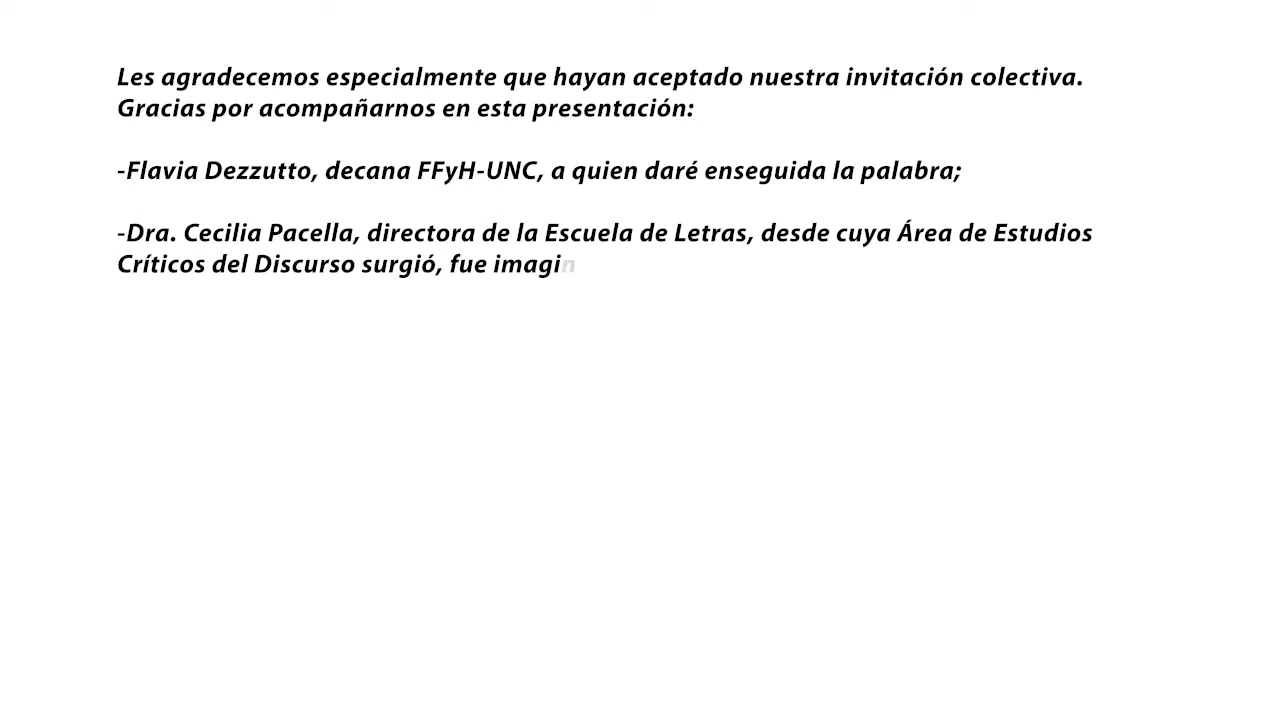 Les agradecemos especialmente que hayan aceptado nuestra invitación colectiva.
Gracias por acompañarnos en esta presentación:
-Flavia Dezzutto, decana FFyH-UNC, a quien daré enseguida la palabra;
-Dra. Cecilia Pacella, directora de la Escuela de Letras, desde cuya Área de Estudios
Críticos del Discurso surgió, fue imagin